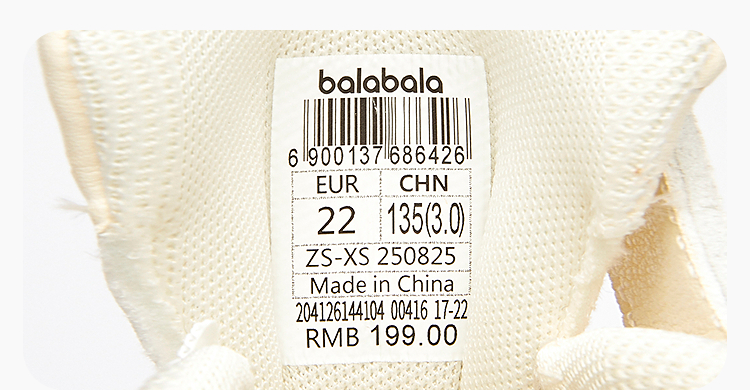 balabala
6 900137 686426
EUR CHN
22 135(3.0)
ZS-XS 250825
Made in China
204126144104 00416 17-22
RMB 199.00